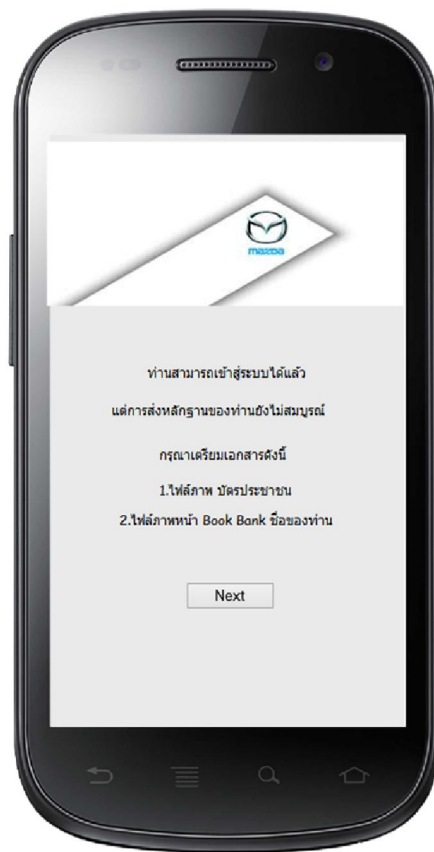 mazda
ท่านสามารถเข้าสู่ระบบได้แล้ว
แต่การส่งหลักฐานของท่านยังไม่สมบูรณ์
กรุณาเตรียมเอกสารดังนี้
1.ไฟล์ภาพ บัตรประชาชน
2.ไฟล์ภาพหน้า Book Bank ชื่อของท่าน
Next